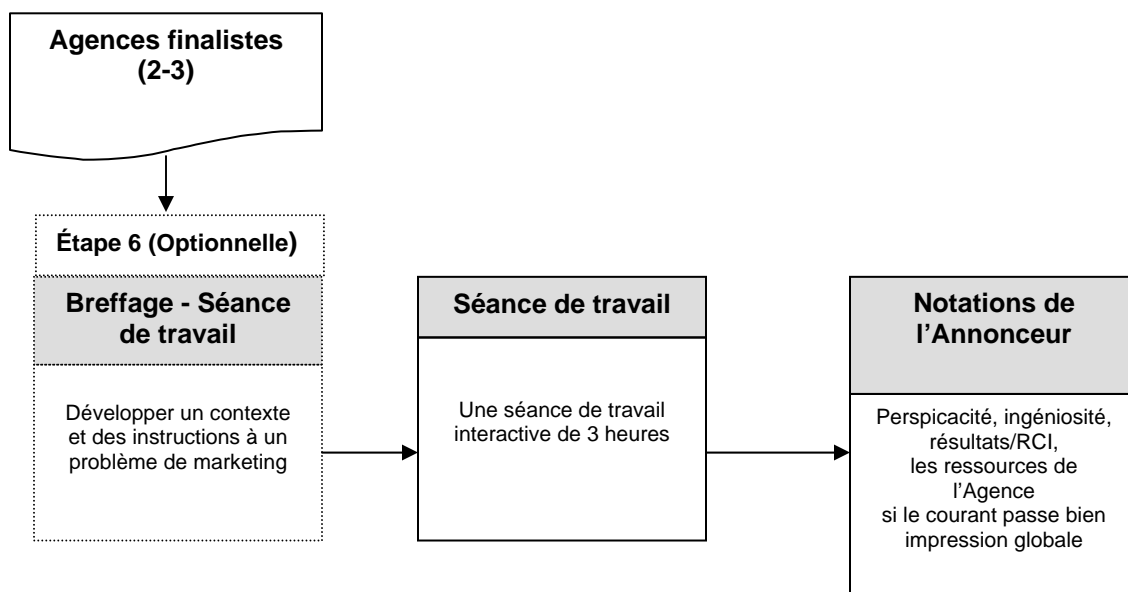 Agences finalistes
(2-3)
Étape 6 (Optionnelle)
Breffage - Séance
de travail
Développer un contexte
et des instructions à un
problème de marketing
Séance de travail
Une séance de travail
interactive de 3 heures
Notations de
l’Annonceur
Perspicacité, ingéniosité,
résultats/RCI,
les ressources de
l’Agence
si le courant passe bien
impression globale